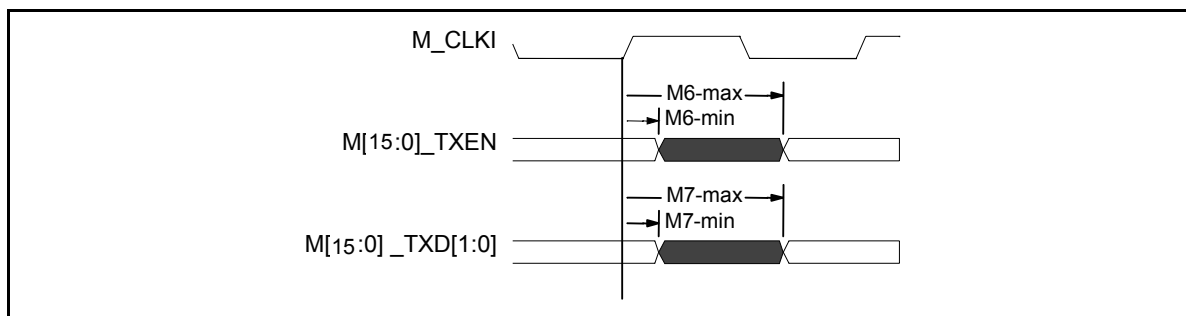 M_CLKI
M6-max
M6-min
M[15:0]_TXEN
M7-max
M7-min
M[15:0] _TXD[1:0]